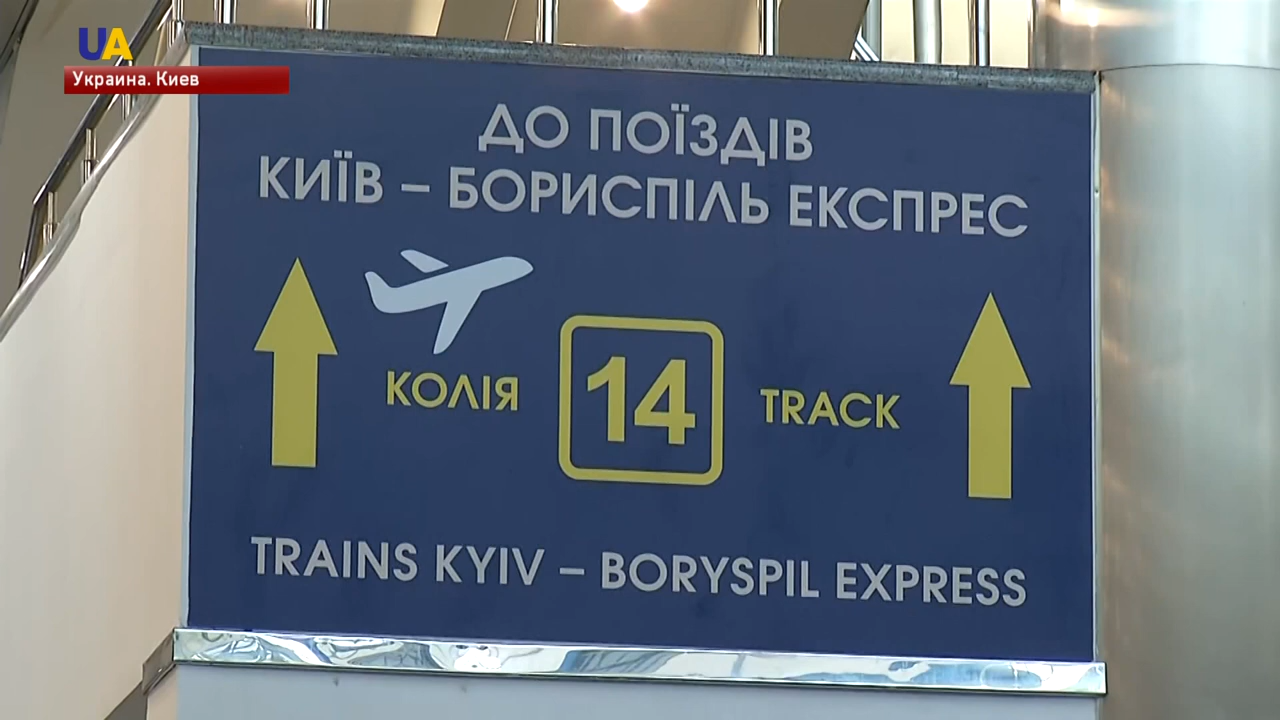 UA
Украина. Киев
ДО ПОЇЗДІВ
КИЇВ – БОРИСПІЛЬ ЕКСПРЕС
КОЛІЯ 14 TRACK
TRAINS KYIV – BORYSPIL EXPRESS